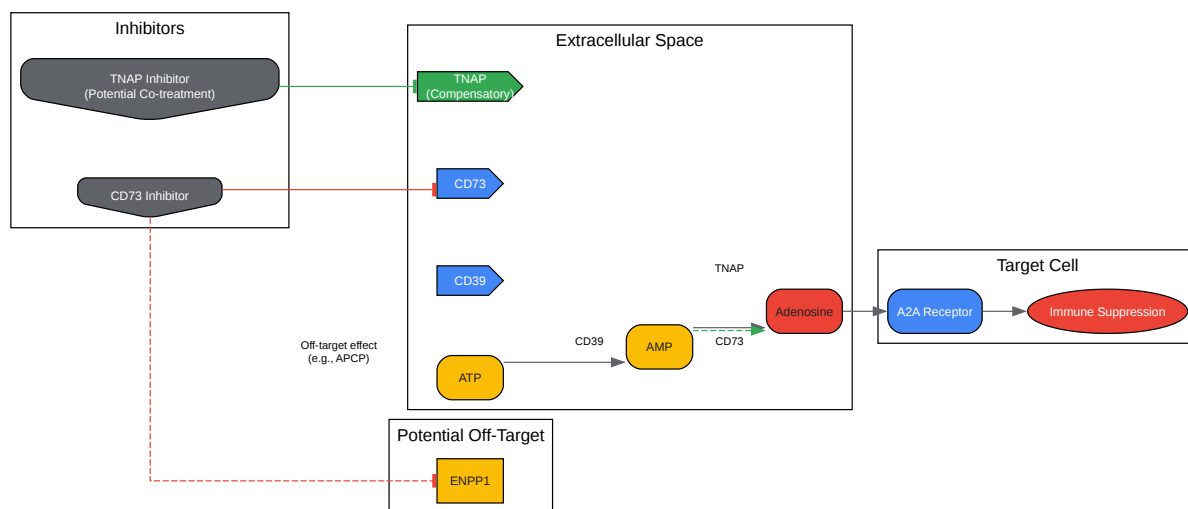 Inhibitors
TNAP Inhibitor
(Potential Co-treatment)
CD73 Inhibitor
Extracellular Space
TNAP
(Compensatory)
CD73
CD39
TNAP
Adenosine
CD39
AMP
CD73
ATP
Off-target effect
(e.g., APCP)
Target Cell
A2A Receptor
Immune Suppression
Potential Off-Target
ENPP1